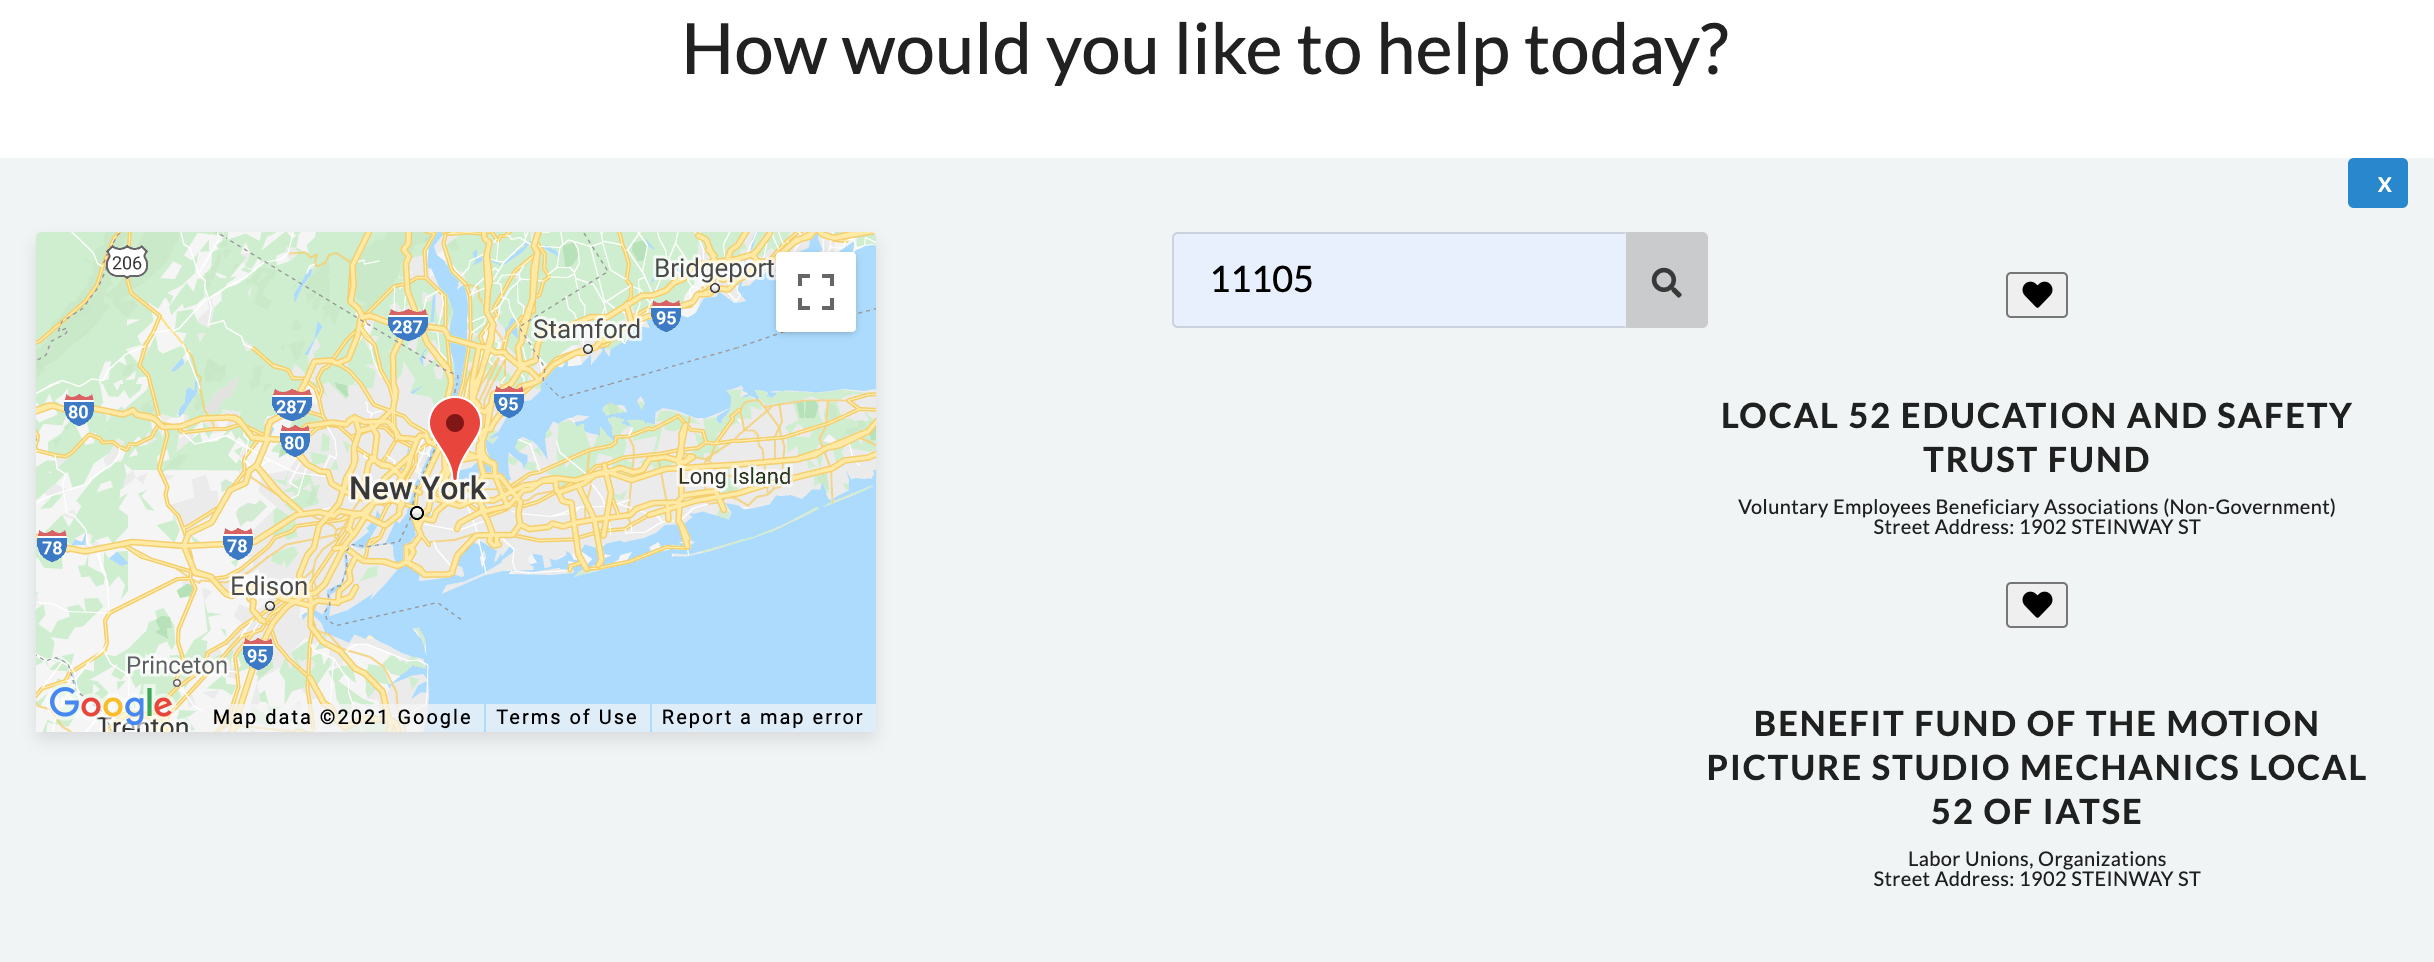 How would you like to help today?
X
206
Bridgeport
287
95
Stamford
80
287
95
80
New York
Long Island
78
78
Edison
95
Princeton
Google
Trenton
Map data ©2021 Google
Terms of Use
Report a map error
11105
LOCAL 52 EDUCATION AND SAFETY
TRUST FUND
Voluntary Employees Beneficiary Associations (Non-Government)
Street Address: 1902 STEINWAY ST
BENEFIT FUND OF THE MOTION
PICTURE STUDIO MECHANICS LOCAL
52 OF IATSE
Labor Unions, Organizations
Street Address: 1902 STEINWAY ST